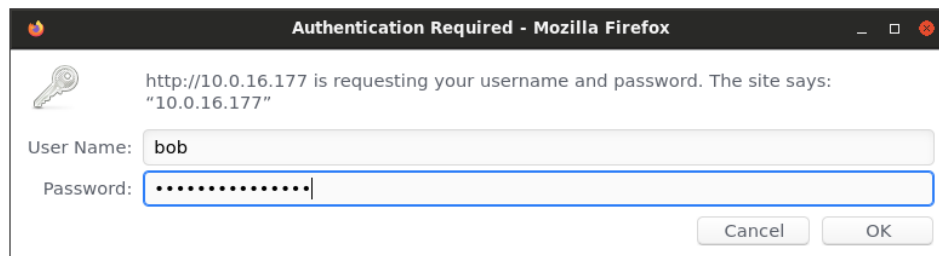 Authentication Required - Mozilla Firefox
http://10.0.16.177 is requesting your username and password. The site says:
“10.0.16.177”
User Name: bob
Password: •••••••••••••••
Cancel OK